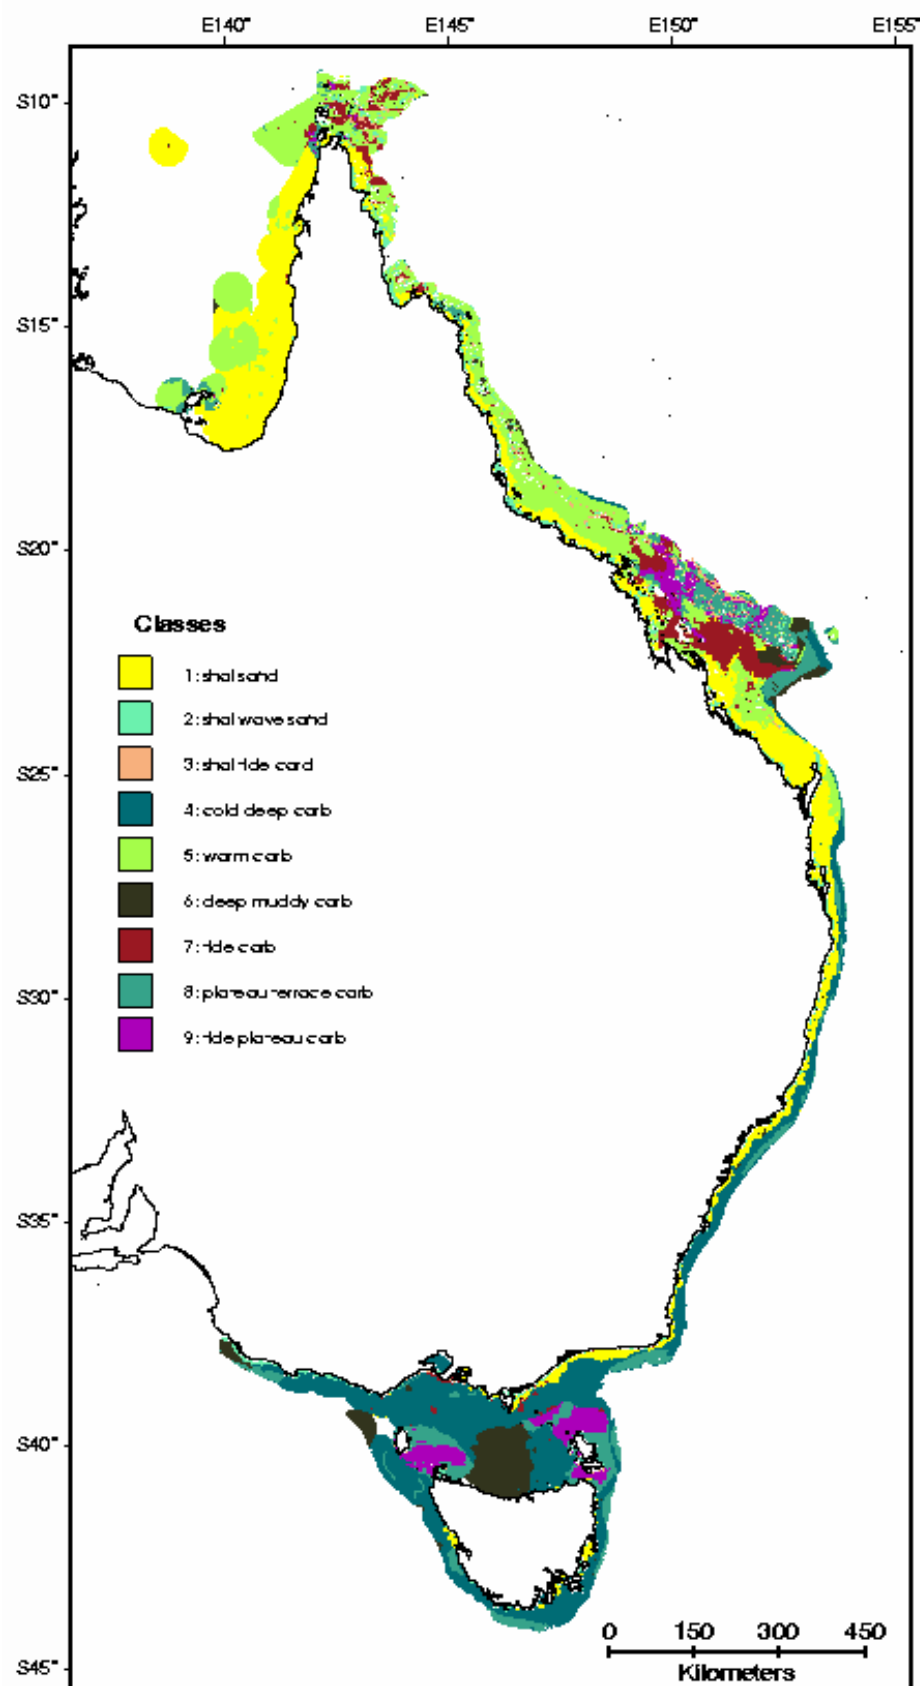 E140° E145° E150° E155°
S10°
S15°
S20°
Classes
1: shal sand
2: shal wave sand
3: shal tide carb
4: cold deep carb
S25°
5: warm carb
6: deep muddy carb
7: tide carb
8: plateau terrace carb
S30°
9: tide plateau carb
S35°
S40°
0 150 300 450
Kilometers
S45°